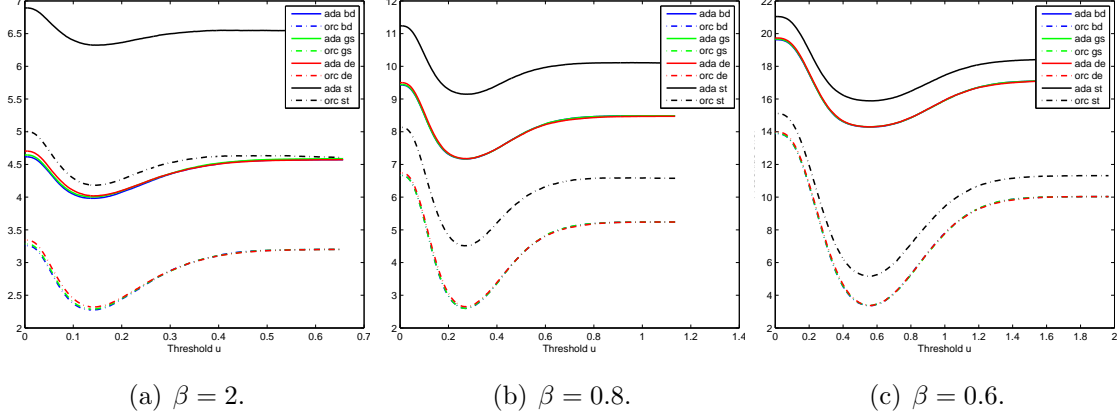 7
6.5
6
5.5
5
4.5
4
3.5
3
2.5
2
0 0.1 0.2 0.3 0.4 0.5 0.6 0.7
Threshold u
ada bd
orc bd
ada gs
orc gs
ada de
orc de
ada st
orc st
(a) β = 2.
12
11
10
9
8
7
6
5
4
3
2
0 0.2 0.4 0.6 0.8 1 1.2 1.4
Threshold u
ada bd
orc bd
ada gs
orc gs
ada de
orc de
ada st
orc st
(b) β = 0.8.
22
20
18
16
14
12
10
8
6
4
2
0 0.2 0.4 0.6 0.8 1 1.2 1.4 1.6 1.8 2
Threshold u
ada bd
orc bd
ada gs
orc gs
ada de
orc de
ada st
orc st
(c) β = 0.6.